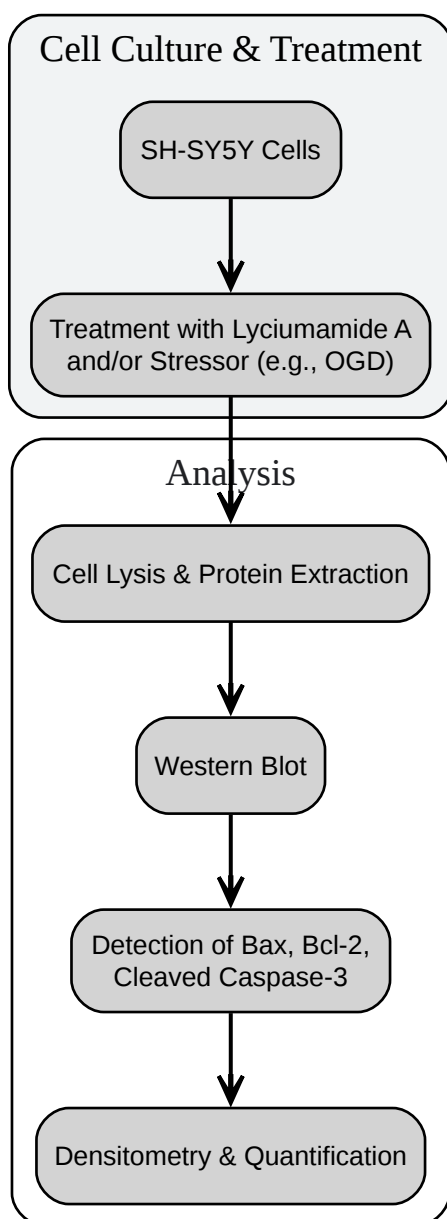 Cell Culture & Treatment
SH-SY5Y Cells
Treatment with Lyciumamide A
and/or Stressor (e.g., OGD)
Analysis
Cell Lysis & Protein Extraction
Western Blot
Detection of Bax, Bcl-2,
Cleaved Caspase-3
Densitometry & Quantification